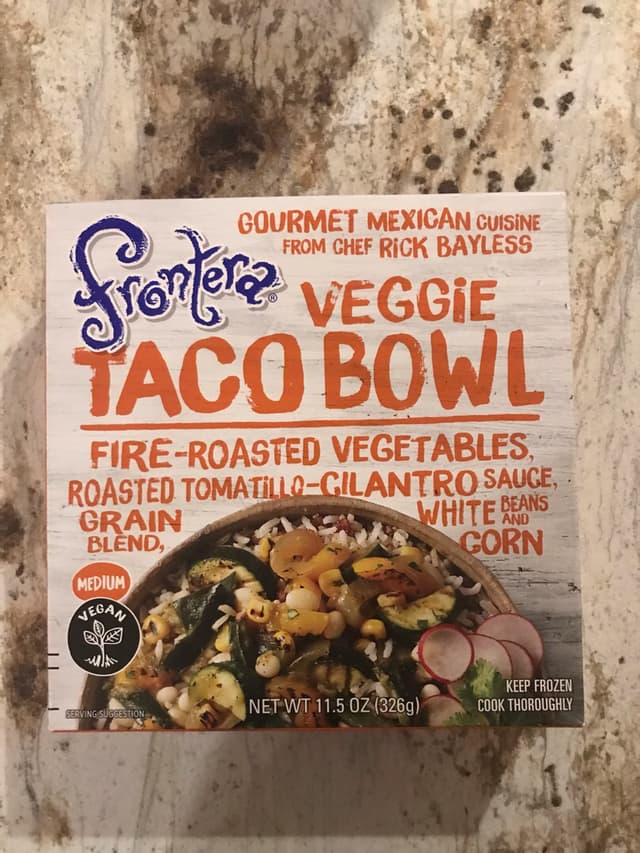 GOURMET MEXICAN CUISINE
FROM CHEF RICK BAYLESS
frontera®
VEGGIE
TACO BOWL
FIRE-ROASTED VEGETABLES,
ROASTED TOMATILLO-CILANTRO SAUCE,
GRAIN BLEND,
WHITE BEANS AND CORN
MEDIUM
VEGAN
SERVING SUGGESTION
NET WT 11.5 OZ (326g)
KEEP FROZEN
COOK THOROUGHLY